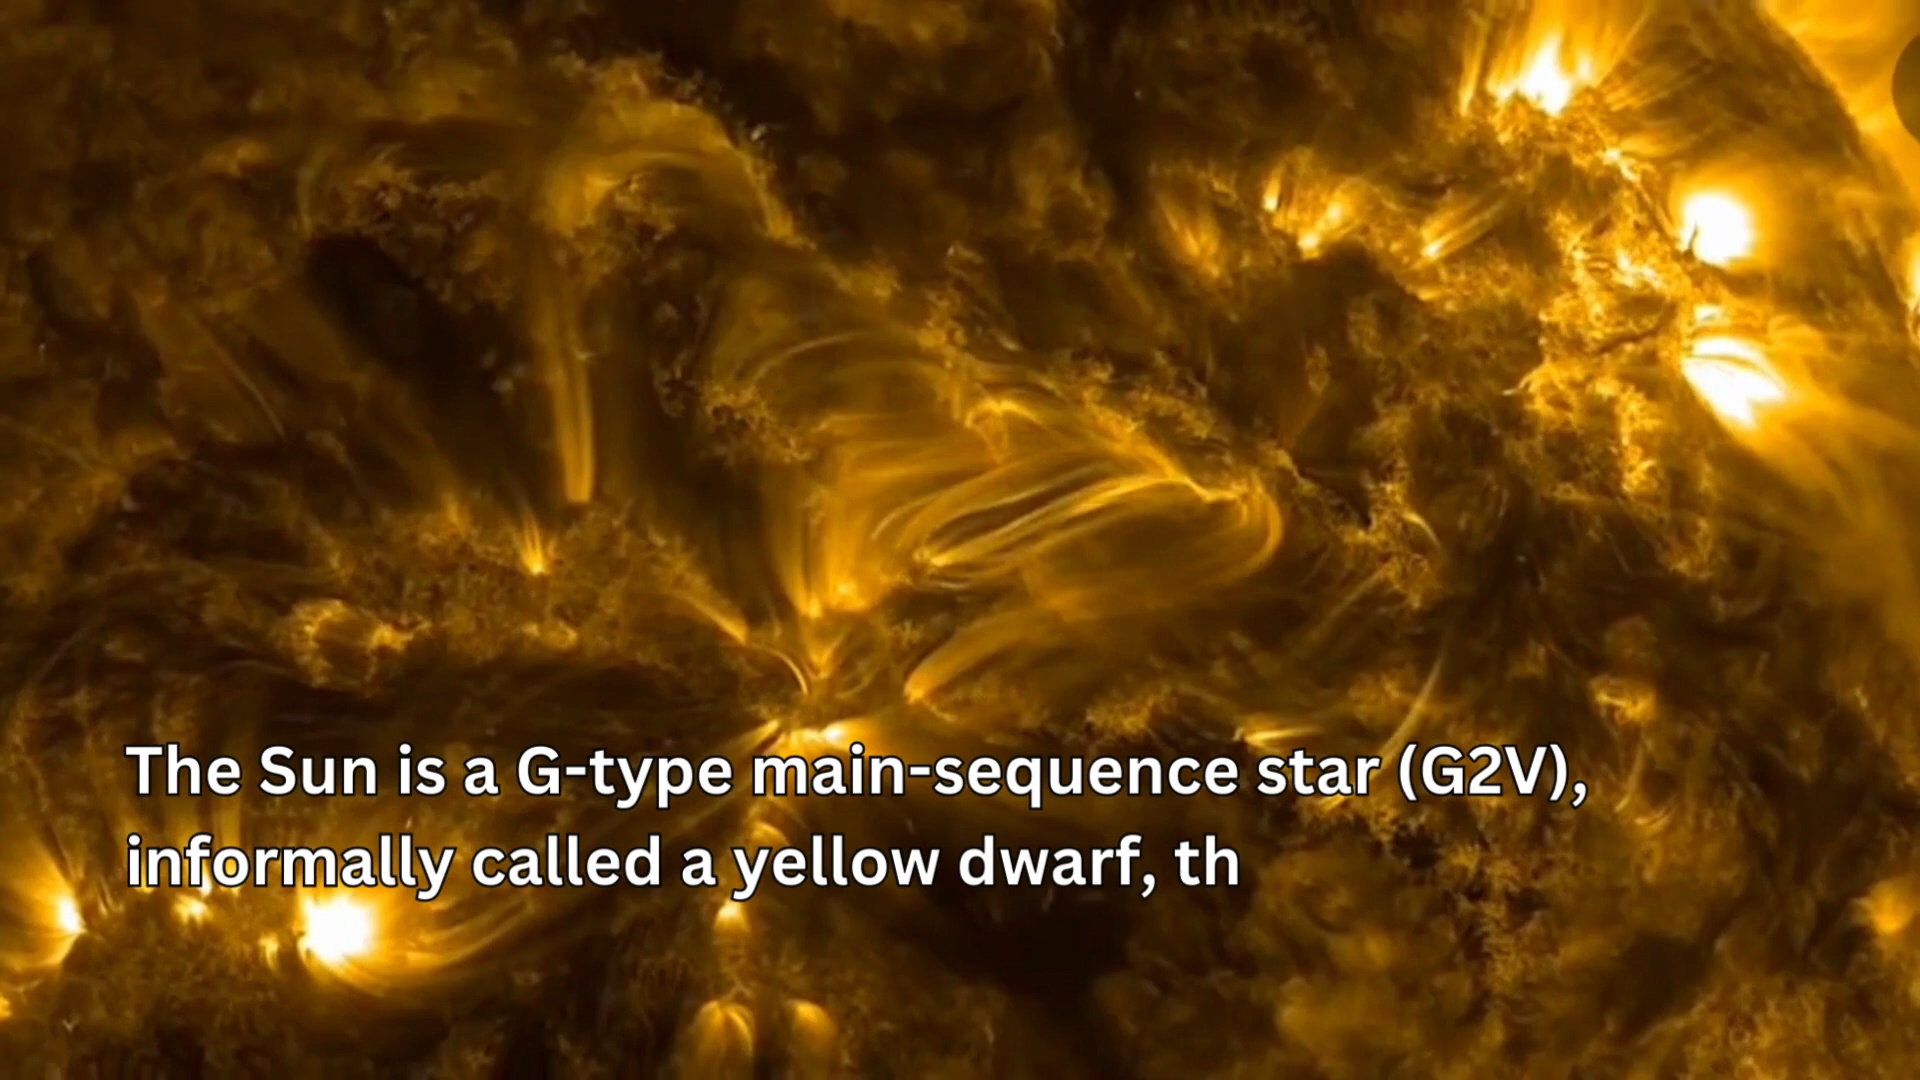 The Sun is a G-type main-sequence star (G2V),
informally called a yellow dwarf, th